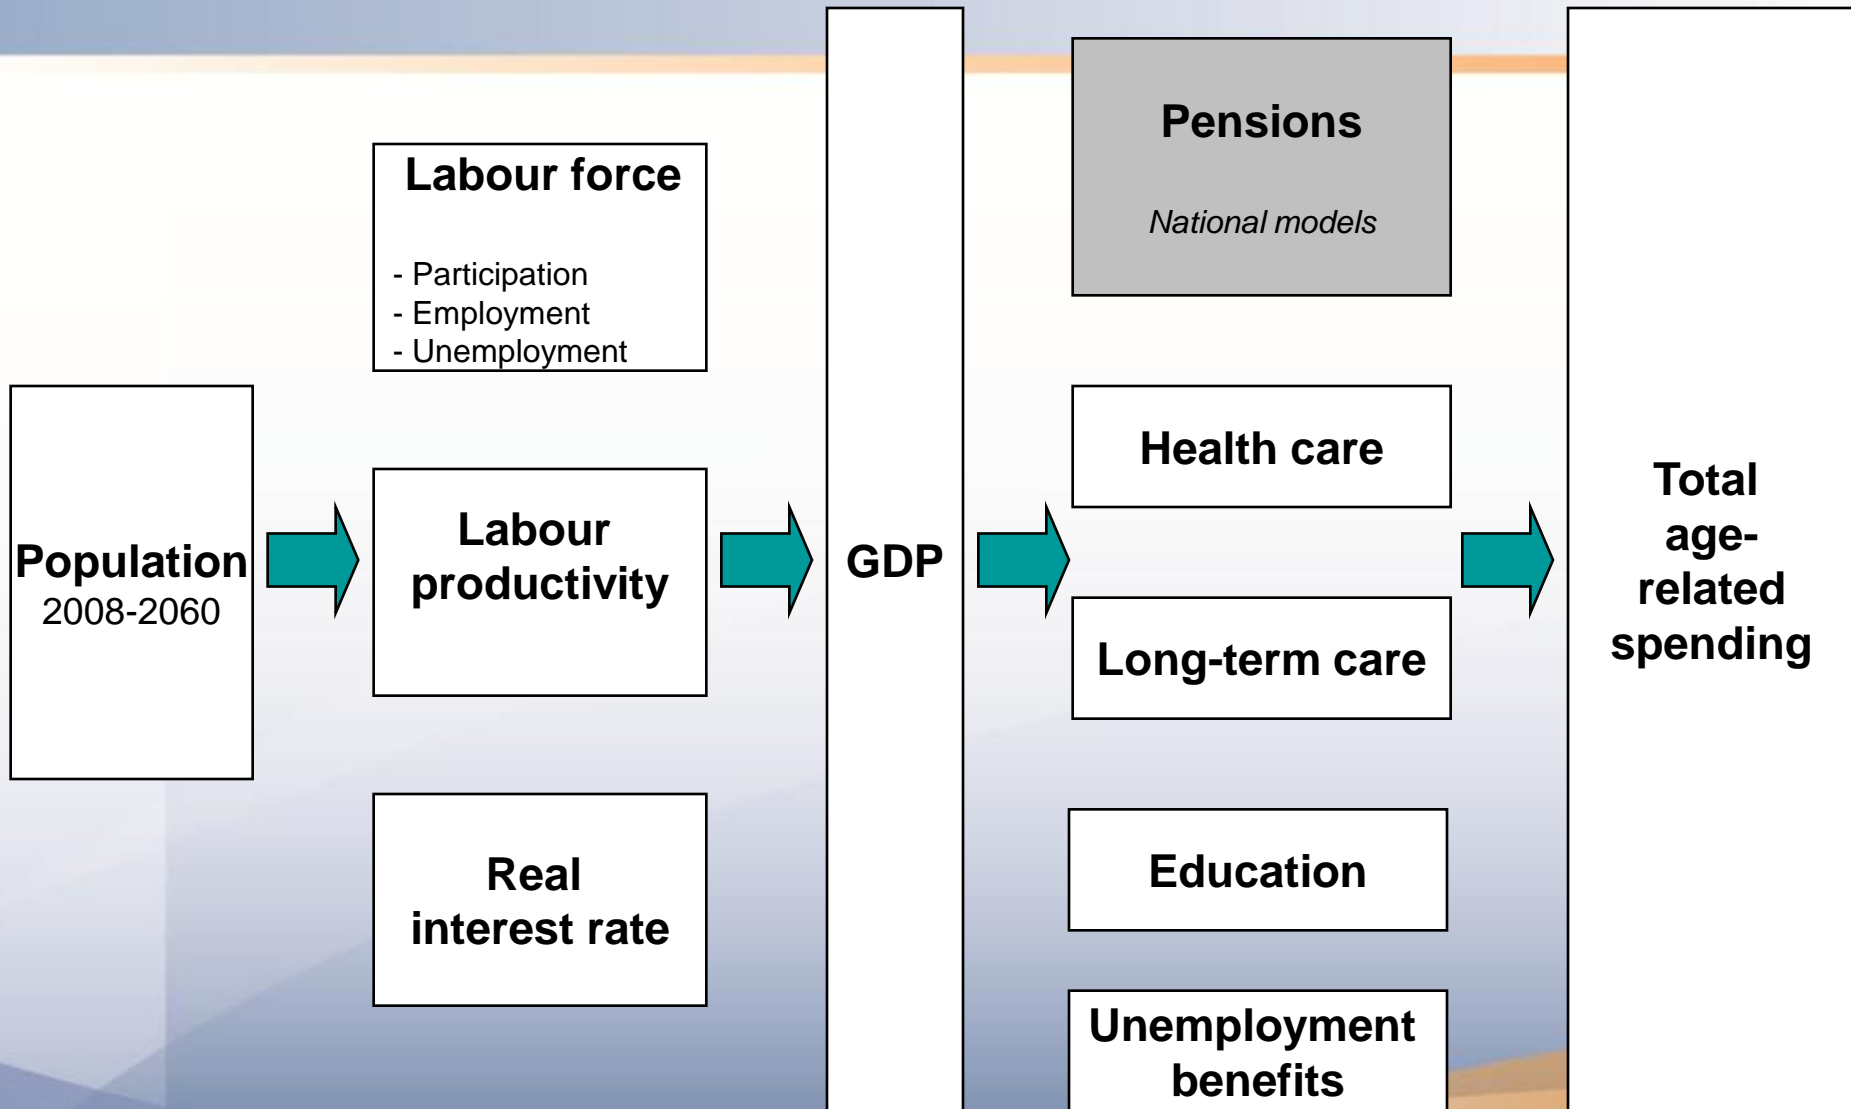 Population
2008-2060
Labour force
- Participation
- Employment
- Unemployment
Labour
productivity
Real
interest rate
GDP
Pensions
National models
Health care
Long-term care
Education
Unemployment
benefits
Total
age-
related
spending